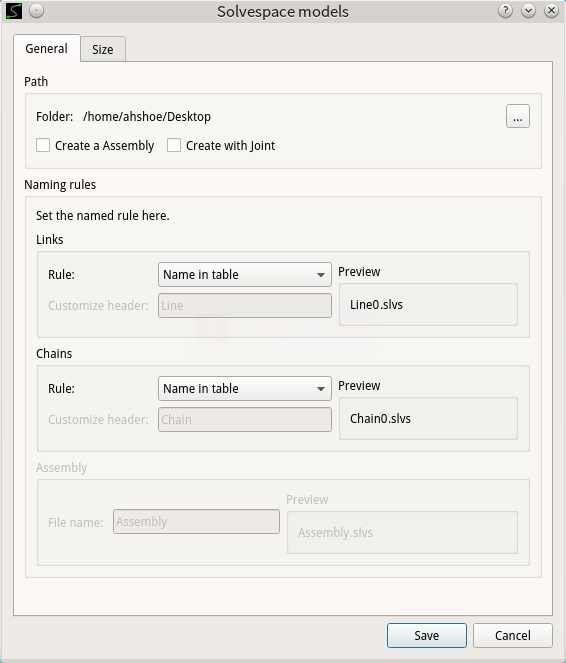 Solvespace models
General Size
Path
Folder: /home/ahshoe/Desktop ...
Create a Assembly Create with Joint
Naming rules
Set the named rule here.
Links
Rule: Name in table Preview
Customize header: Line Line0.slvs
Chains
Rule: Name in table Preview
Customize header: Chain Chain0.slvs
Assembly
Preview
File name: Assembly Assembly.slvs
Save Cancel